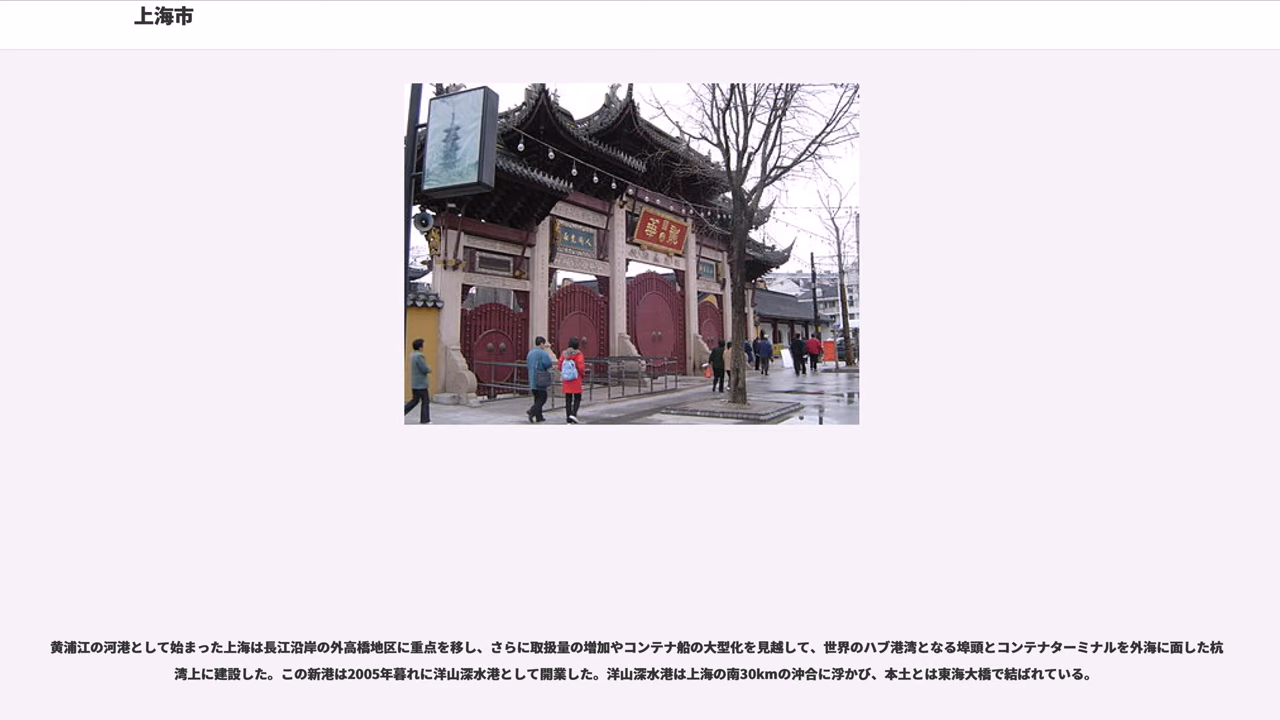 上海市
黄浦江の河港として始まった上海は長江沿岸の外高橋地区に重点を移し、さらに取扱量の増加やコンテナ船の大型化を見越して、世界のハブ港湾となる埠頭とコンテナターミナルを外海に面した杭
湾上に建設した。この新港は2005年暮れに洋山深水港として開業した。洋山深水港は上海の南30kmの沖合に浮かび、本土とは東海大橋で結ばれている。